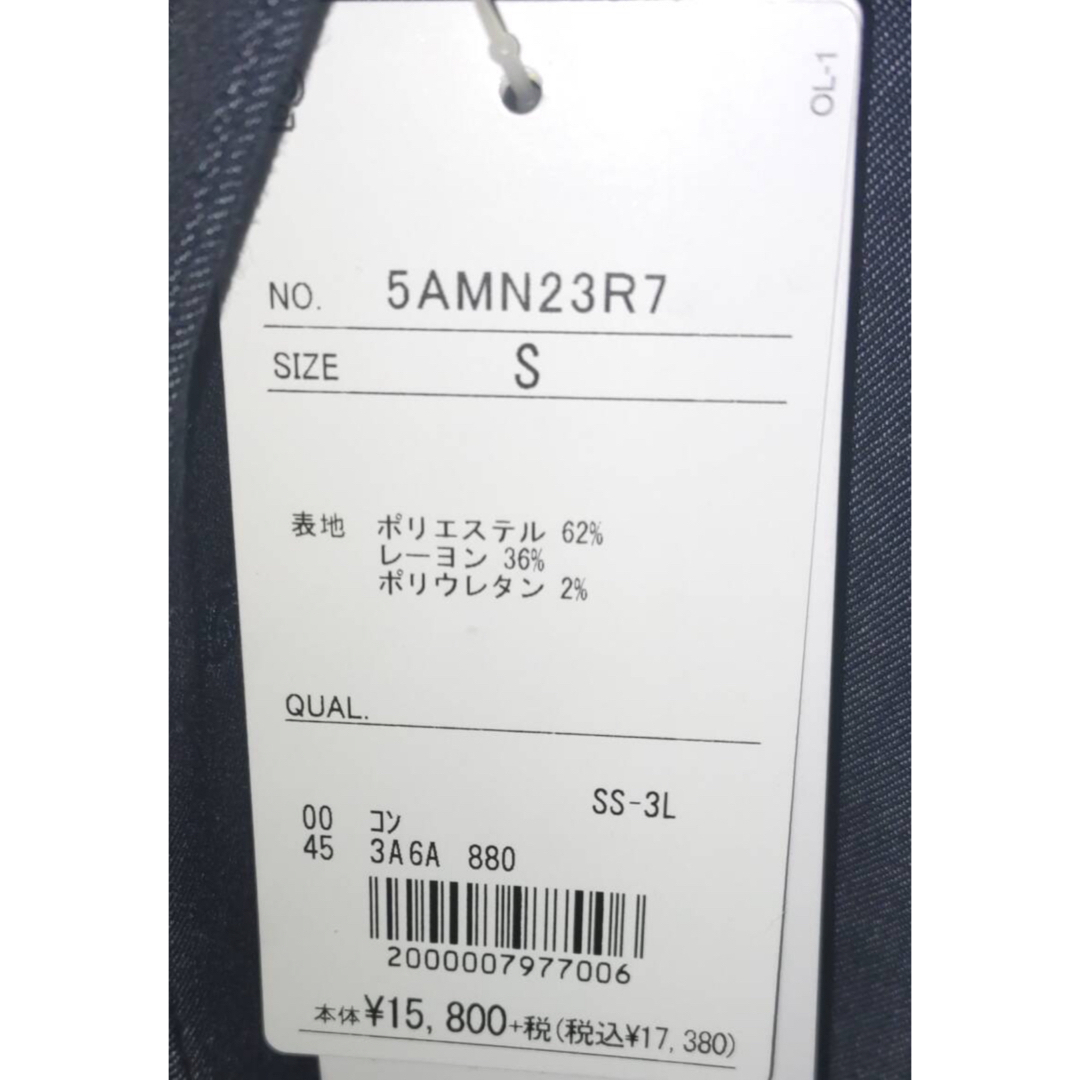 OL-1
NO. 5AMN23R7
SIZE S
表地 ポリエステル 62%
レーヨン 36%
ポリウレタン 2%
QUAL.
SS-3L
00 コン
45 3A6A 880
2000007977006
本体¥15,800+税(税込¥17,380)